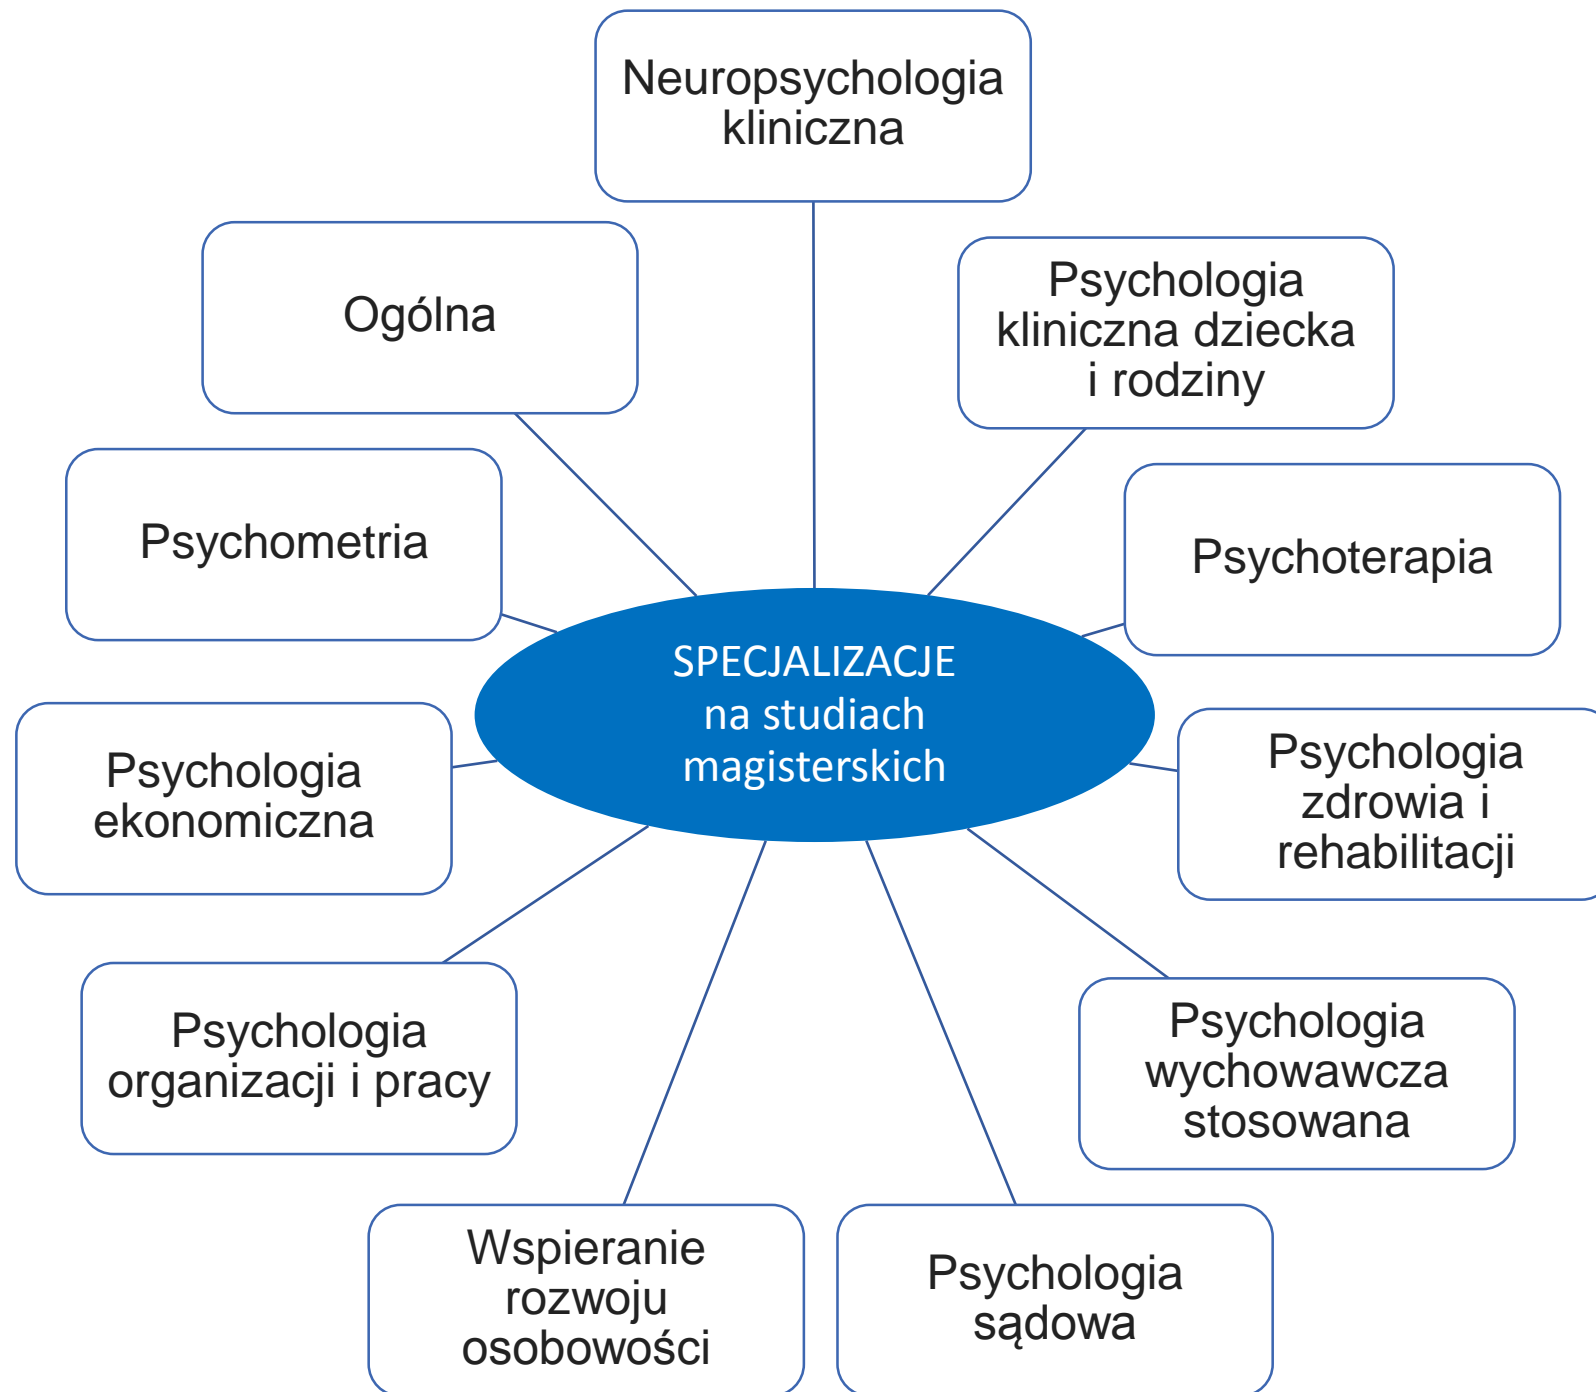 Neuropsychologia
kliniczna
Psychologia
kliniczna dziecka
i rodziny
Psychoterapia
Psychologia
zdrowia i
rehabilitacji
Psychologia
wychowawcza
stosowana
Psychologia
sądowa
Wspieranie
rozwoju
osobowości
Psychologia
organizacji i pracy
Psychologia
ekonomiczna
Psychometria
Ogólna
SPECJALIZACJE
na studiach
magisterskich